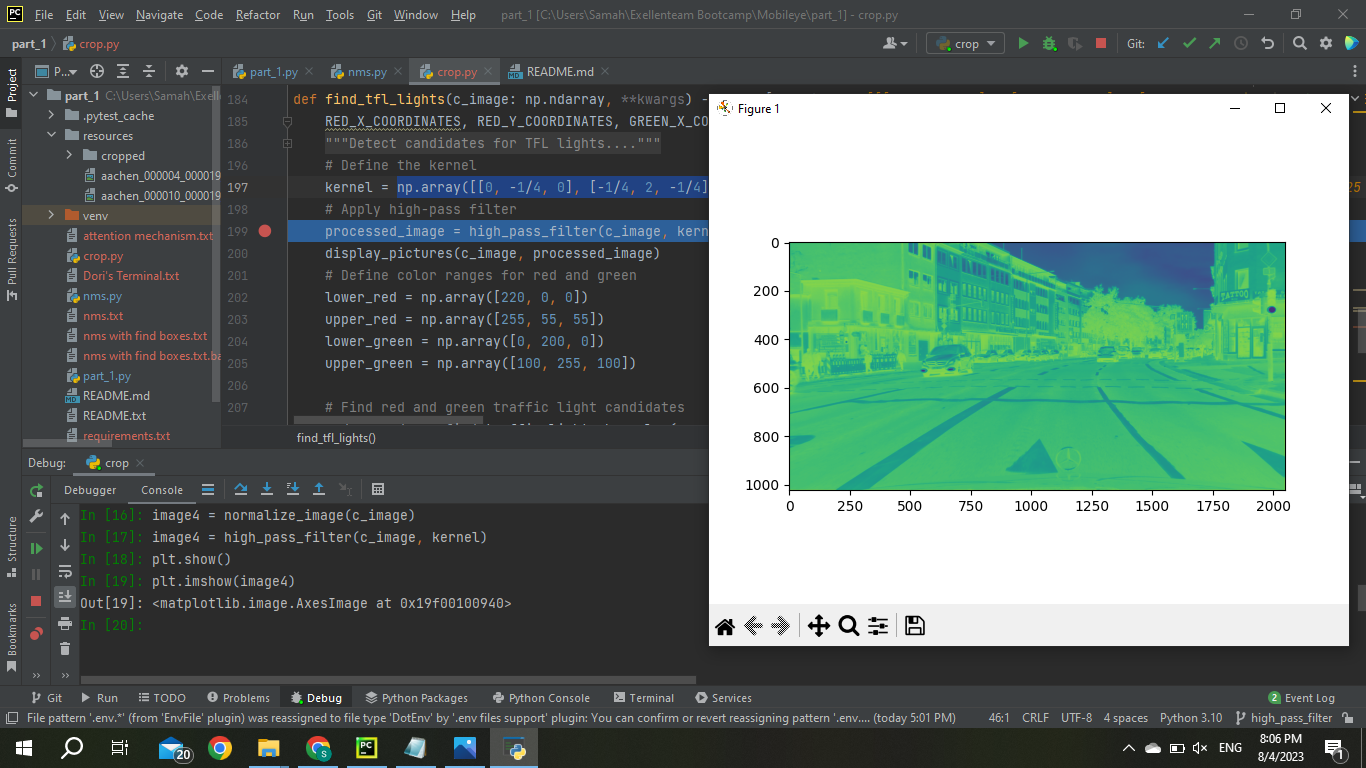 PC File Edit View Navigate Code Refactor Run Tools Git Window Help part_1 [C:\Users\Samah\Exellenteam Bootcamp\Mobileye\part_1] - crop.py
part_1 crop.py crop Git:
Project P... part_1.py nms.py crop.py README.md
part_1 C:\Users\Samah\Exelle
.pytest_cache
resources
cropped
aachen_000004_000019
aachen_000010_000019
venv
attention mechanism.txt
crop.py
Dori's Terminal.txt
nms.py
nms.txt
nms with find boxes.txt
nms with find boxes.txt.ba
part_1.py
README.md
README.txt
requirements.txt
Commit
Pull Requests
Structure
Bookmarks
184 def find_tfl_lights(c_image: np.ndarray, **kwargs) -
185 RED_X_COORDINATES, RED_Y_COORDINATES, GREEN_X_CO
186 """Detect candidates for TFL lights...."""
196 # Define the kernel
197 kernel = np.array([[0, -1/4, 0], [-1/4, 2, -1/4]
198 # Apply high-pass filter
199 processed_image = high_pass_filter(c_image, kern
200 display_pictures(c_image, processed_image)
201 # Define color ranges for red and green
202 lower_red = np.array([220, 0, 0])
203 upper_red = np.array([255, 55, 55])
204 lower_green = np.array([0, 200, 0])
205 upper_green = np.array([100, 255, 100])
206
207 # Find red and green traffic light candidates
find_tfl_lights()
Figure 1
TATTOO
0
200
400
600
800
1000
0 250 500 750 1000 1250 1500 1750 2000
25
Debug: crop
Debugger Console
In [16]: image4 = normalize_image(c_image)
In [17]: image4 = high_pass_filter(c_image, kernel)
In [18]: plt.show()
In [19]: plt.imshow(image4)
Out[19]: <matplotlib.image.AxesImage at 0x19f00100940>
In [20]:
Git Run TODO Problems Debug Python Packages Python Console Terminal Services 2 Event Log
File pattern '.env.*' (from 'EnvFile' plugin) was reassigned to file type 'DotEnv' by '.env files support' plugin: You can confirm or revert reassigning pattern '.env.... (today 5:01 PM) 46:1 CRLF UTF-8 4 spaces Python 3.10 high_pass_filter
20 S PC ENG 8:06 PM
8/4/2023 1